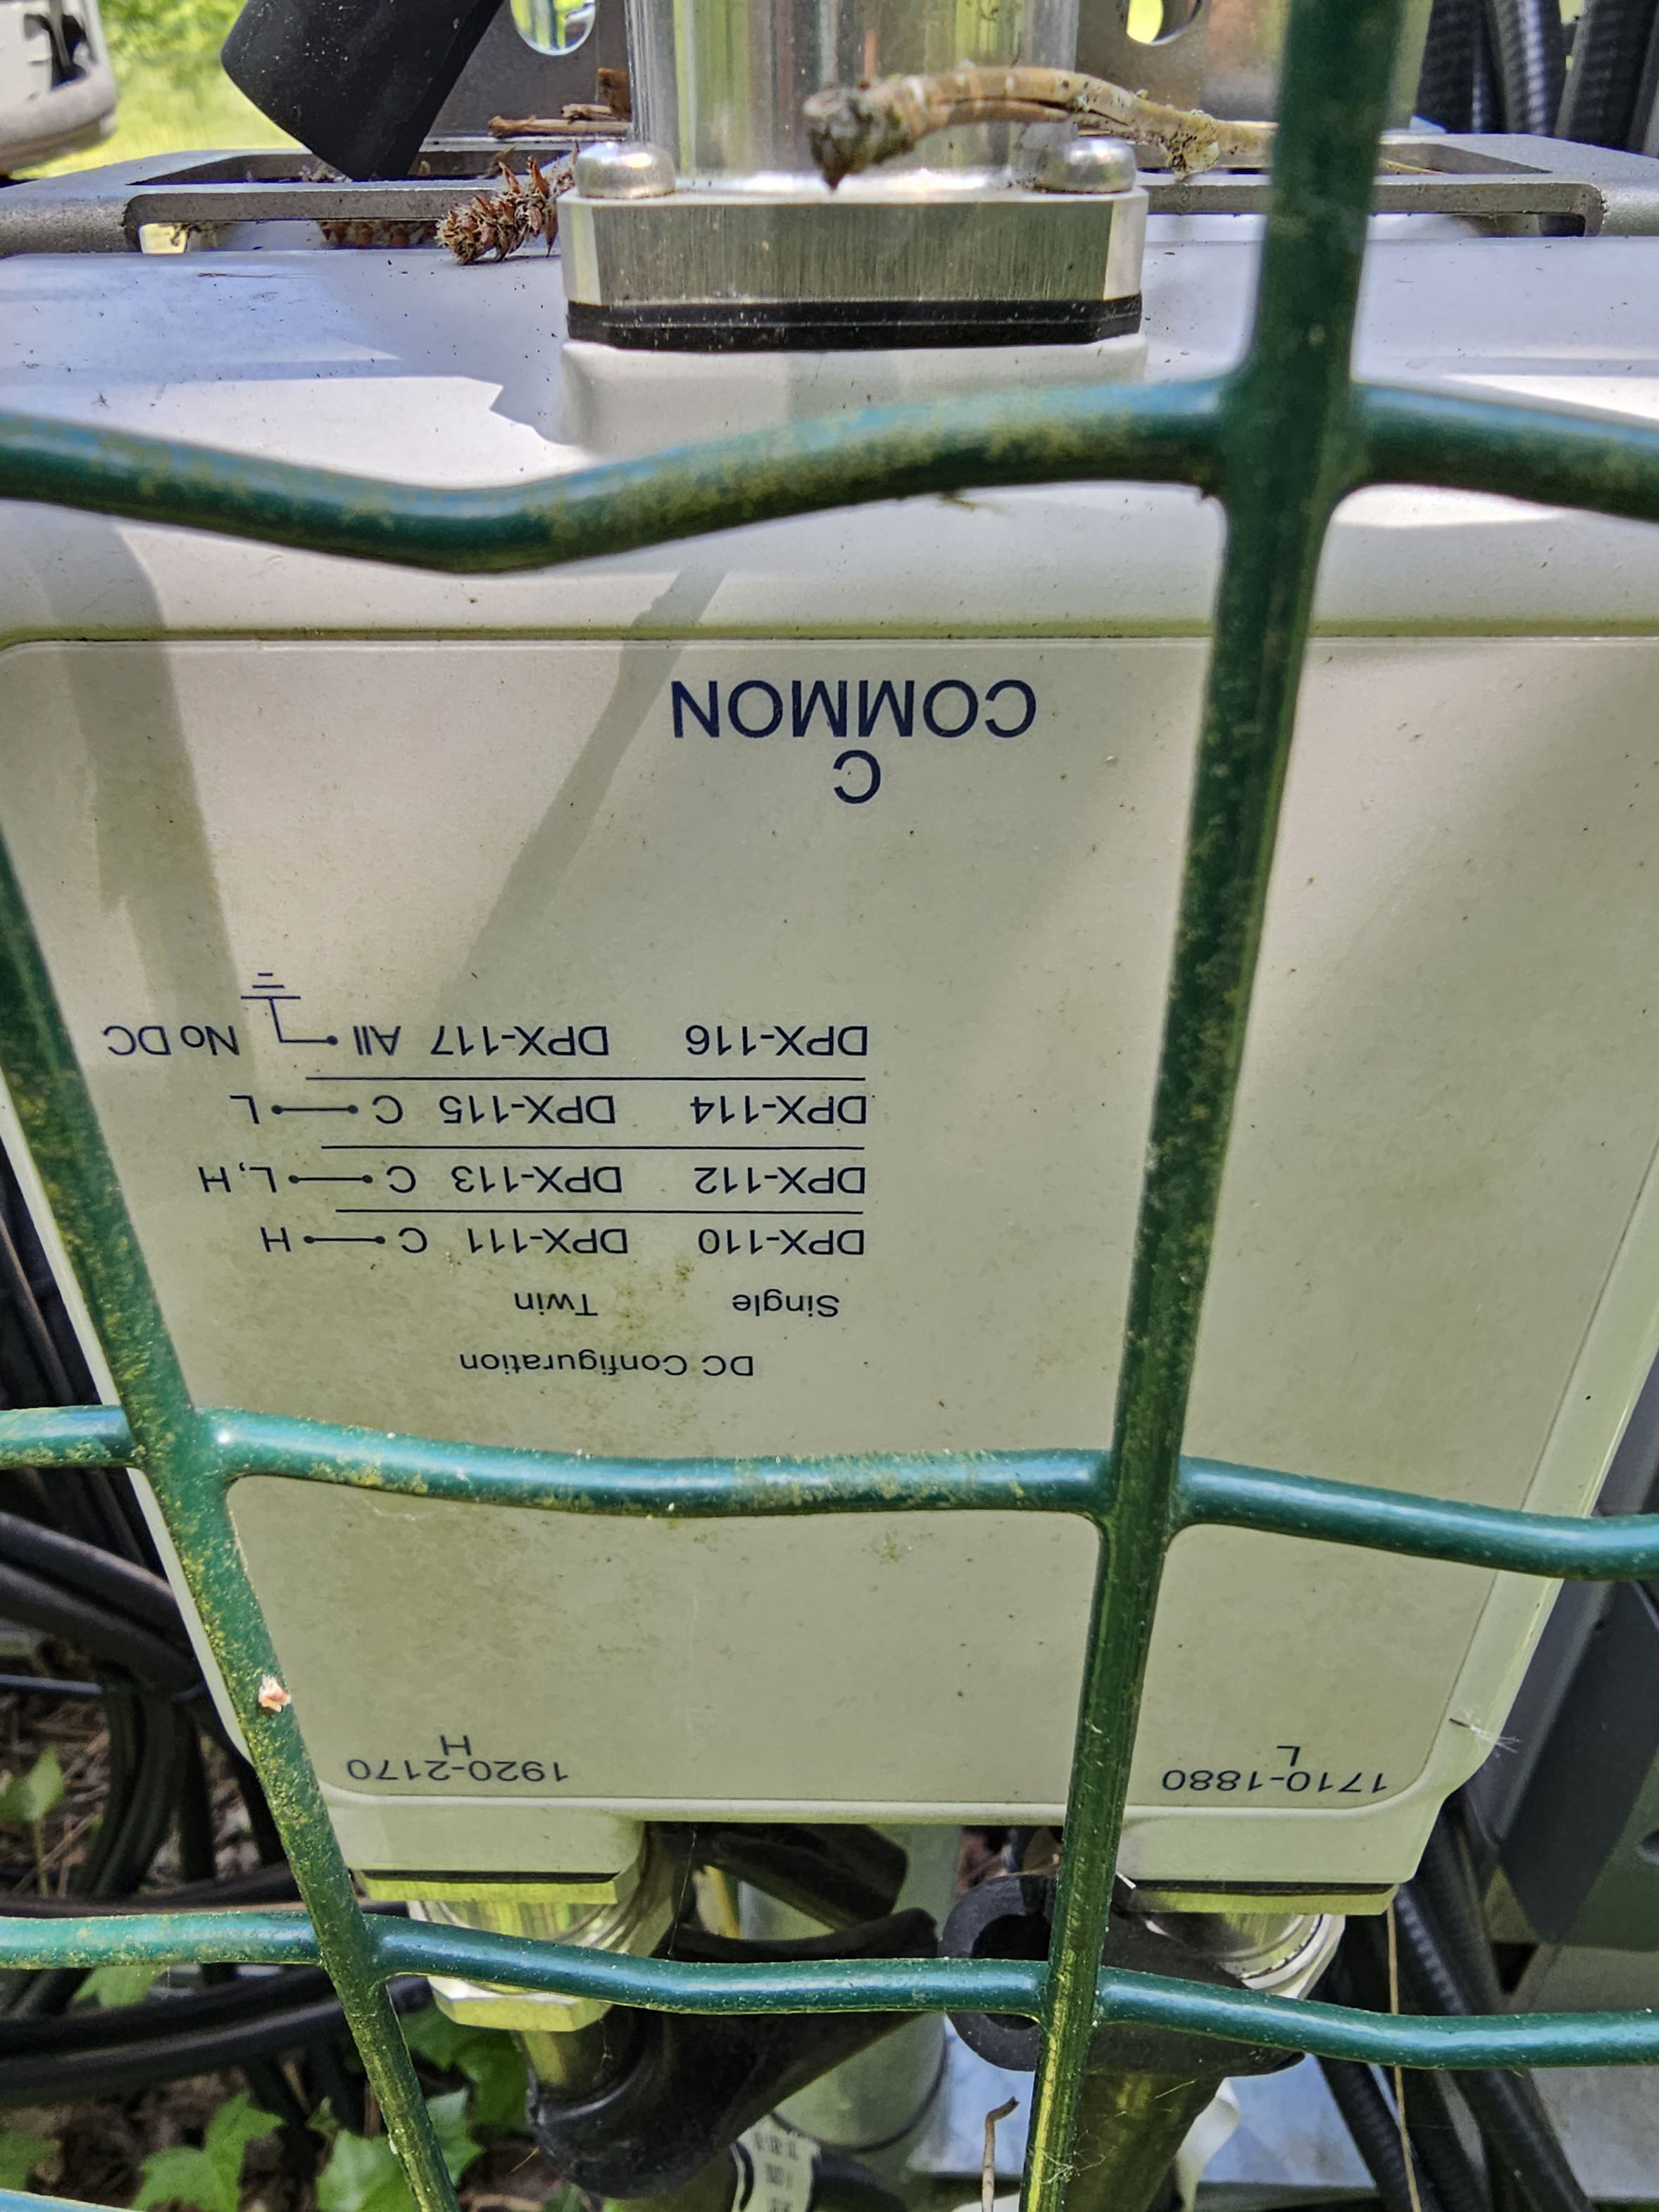 1710-1880 1920-2170
L H
DC Configuration
Single Twin
DPX-110 DPX-111 C H
DPX-112 DPX-113 C L,H
DPX-114 DPX-115 C L
DPX-116 DPX-117 All No DC
C
COMMON